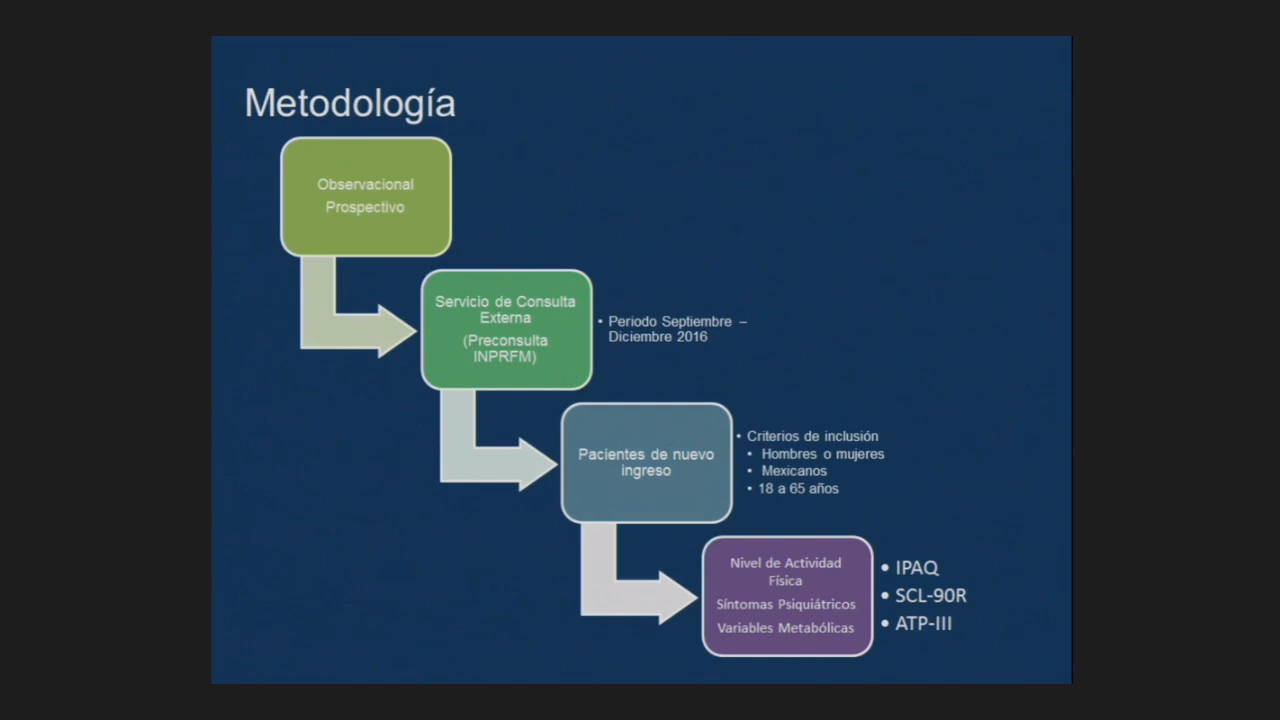 Metodología
Observacional
Prospectivo
Servicio de Consulta
Externa
(Preconsulta
INPRFM)
• Periodo Septiembre –
Diciembre 2016
Pacientes de nuevo
ingreso
• Criterios de inclusión
• Hombres o mujeres
• Mexicanos
• 18 a 65 años
Nivel de Actividad
Física
Síntomas Psiquiátricos
Variables Metabólicas
• IPAQ
• SCL-90R
• ATP-III